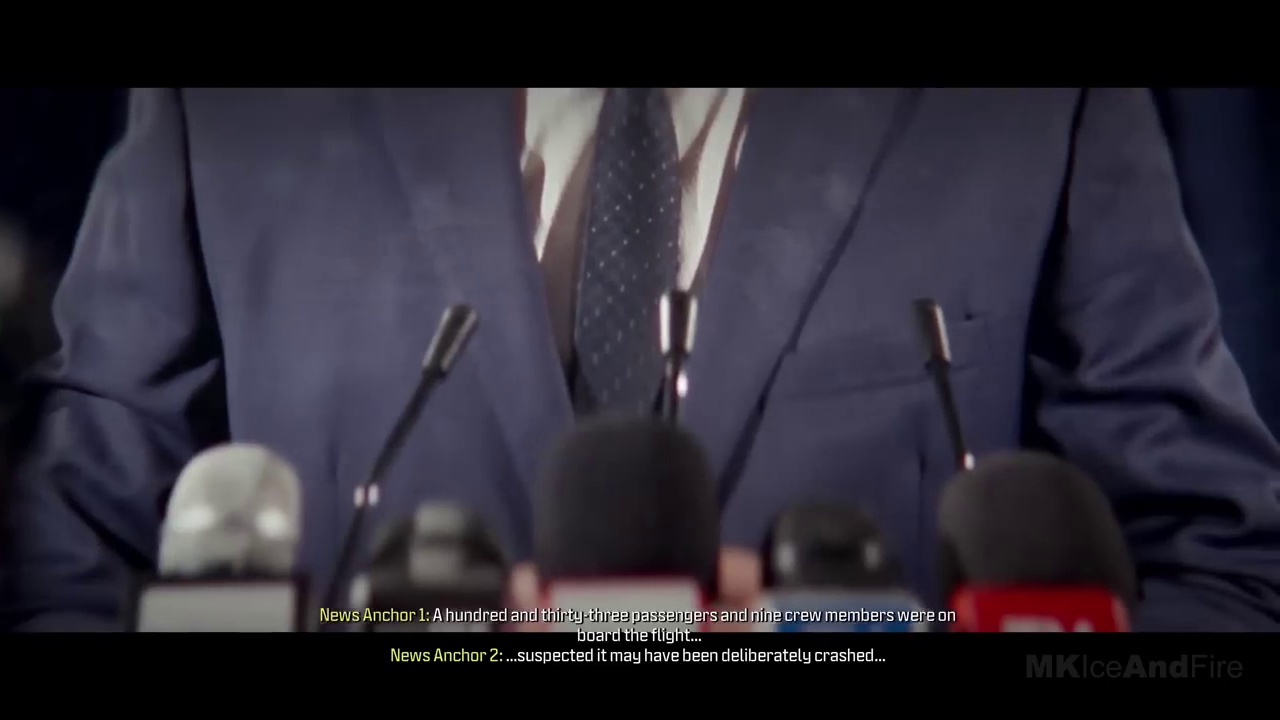 News Anchor 1: A hundred and thirty-three passengers and nine crew members were on
board the flight...
News Anchor 2: ...suspected it may have been deliberately crashed...
MKIceAndFire